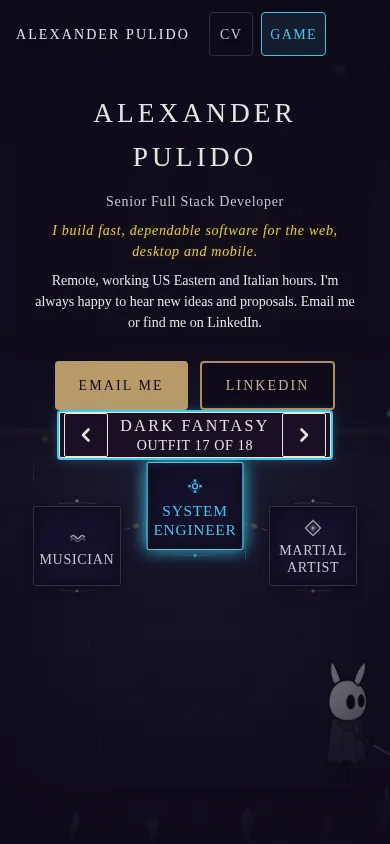 ALEXANDER PULIDO
CV
GAME
ALEXANDER
PULIDO
Senior Full Stack Developer
I build fast, dependable software for the web,
desktop and mobile.
Remote, working US Eastern and Italian hours. I'm
always happy to hear new ideas and proposals. Email me
or find me on LinkedIn.
EMAIL ME
LINKEDIN
DARK FANTASY
OUTFIT 17 OF 18
SYSTEM
ENGINEER
MUSICIAN
MARTIAL
ARTIST